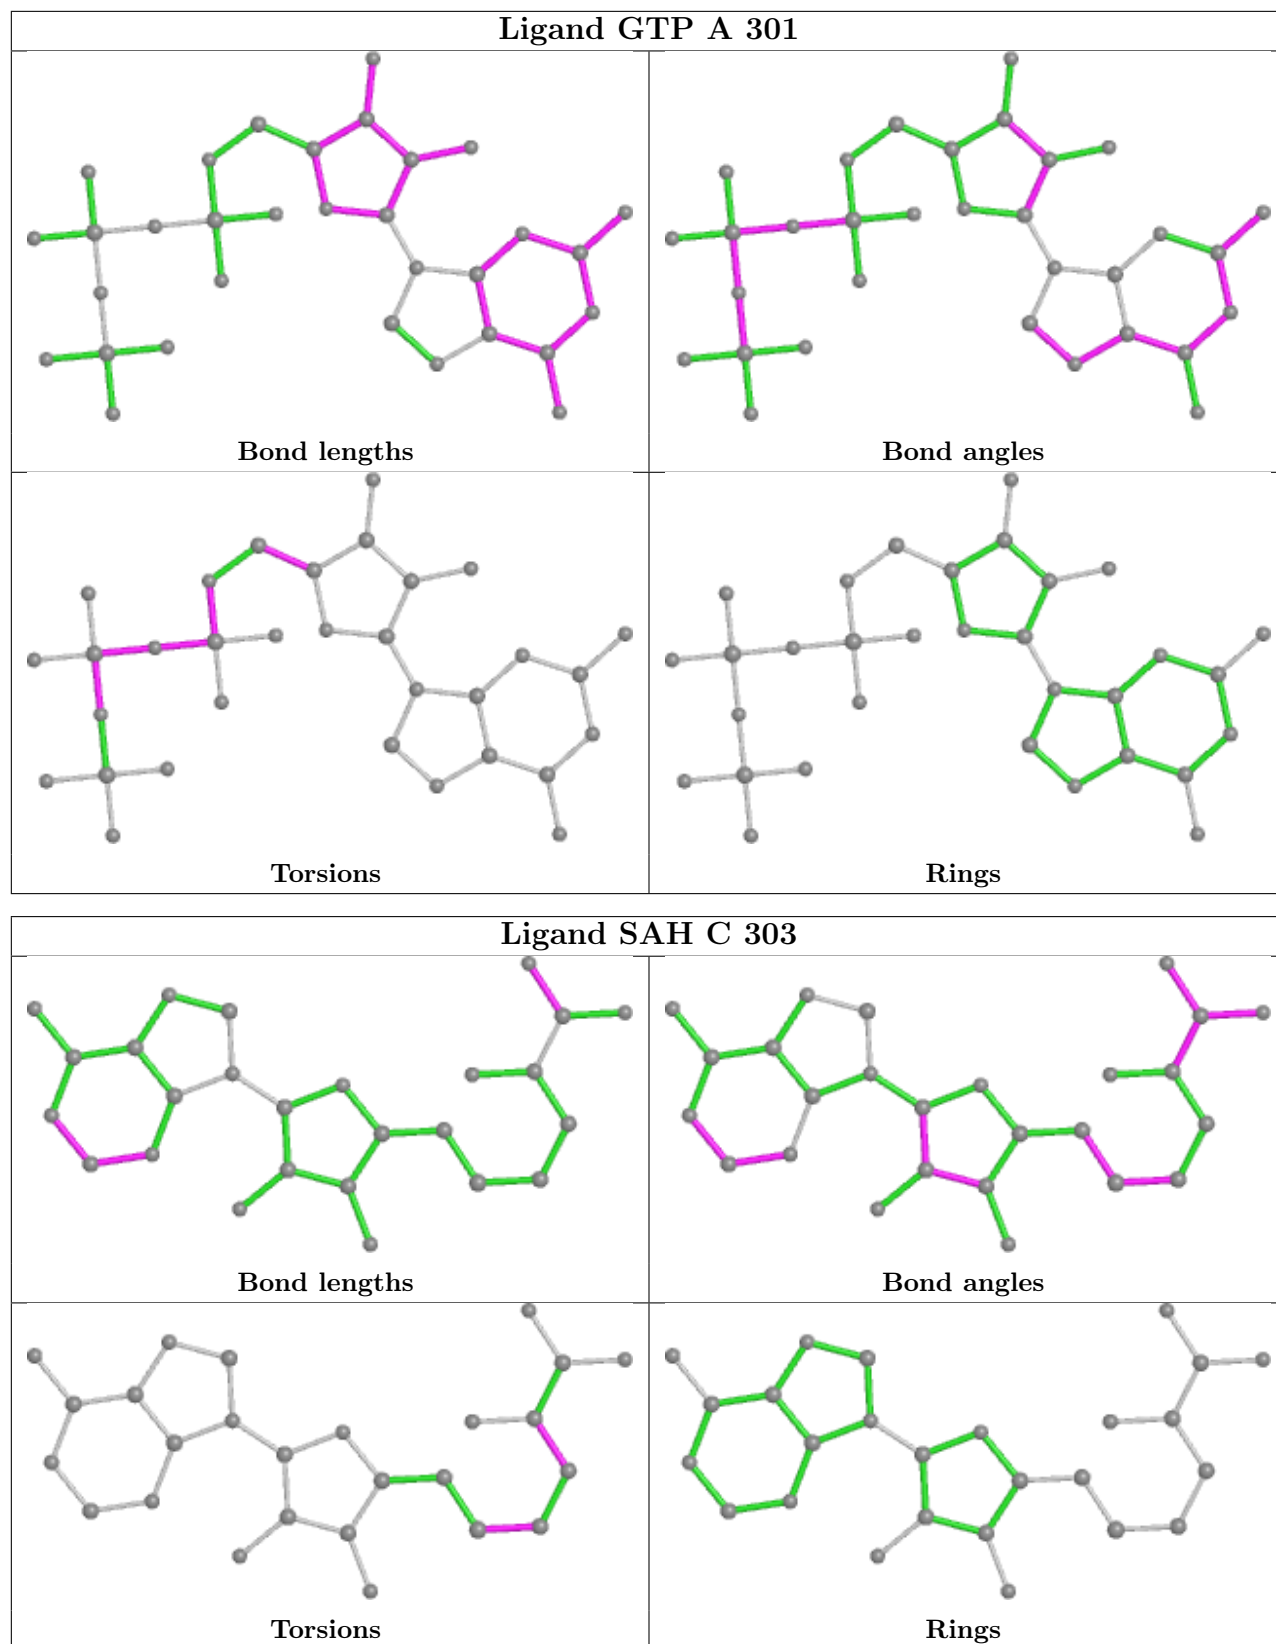 Ligand GTP A 301
Bond lengths
Bond angles
Torsions
Rings
Ligand SAH C 303
Bond lengths
Bond angles
Torsions
Rings